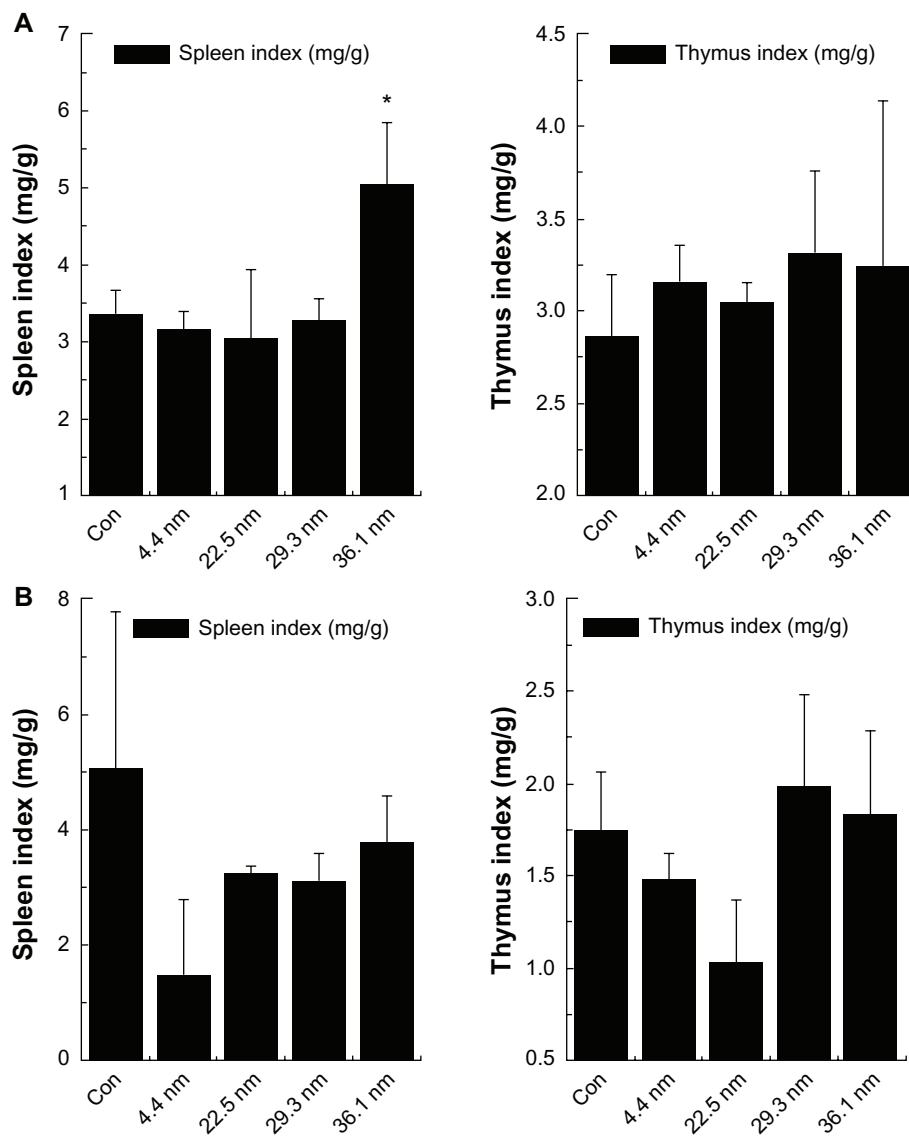 A
Spleen index (mg/g)
7
6
5
4
3
2
1
Spleen index (mg/g)
*
Con
4.4 nm
22.5 nm
29.3 nm
36.1 nm
Thymus index (mg/g)
4.5
4.0
3.5
3.0
2.5
2.0
Thymus index (mg/g)
Con
4.4 nm
22.5 nm
29.3 nm
36.1 nm
B
Spleen index (mg/g)
8
6
4
2
0
Spleen index (mg/g)
Con
4.4 nm
22.5 nm
29.3 nm
36.1 nm
Thymus index (mg/g)
3.0
2.5
2.0
1.5
1.0
0.5
Thymus index (mg/g)
Con
4.4 nm
22.5 nm
29.3 nm
36.1 nm